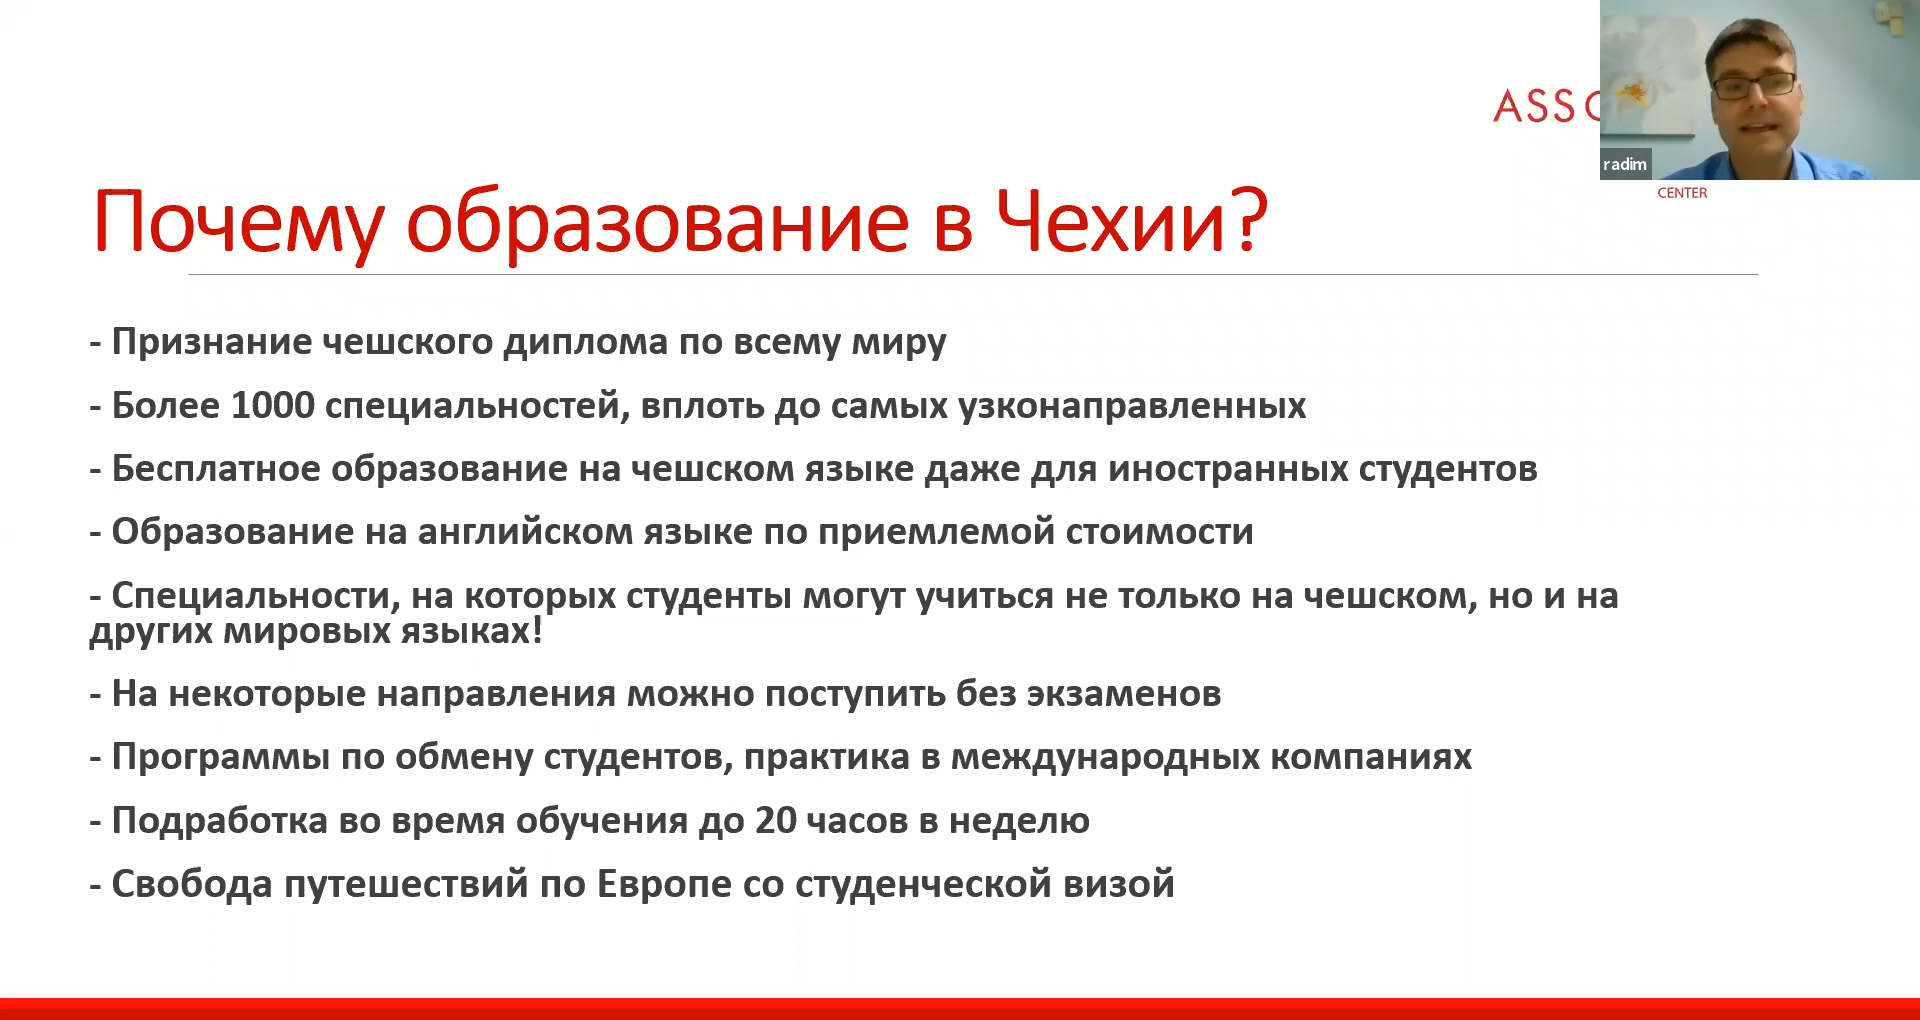 ASSC
radim
CENTER
Почему образование в Чехии?
- Признание чешского диплома по всему миру
- Более 1000 специальностей, вплоть до самых узконаправленных
- Бесплатное образование на чешском языке даже для иностранных студентов
- Образование на английском языке по приемлемой стоимости
- Специальности, на которых студенты могут учиться не только на чешском, но и на
других мировых языках!
- На некоторые направления можно поступить без экзаменов
- Программы по обмену студентов, практика в международных компаниях
- Подработка во время обучения до 20 часов в неделю
- Свобода путешествий по Европе со студенческой визой